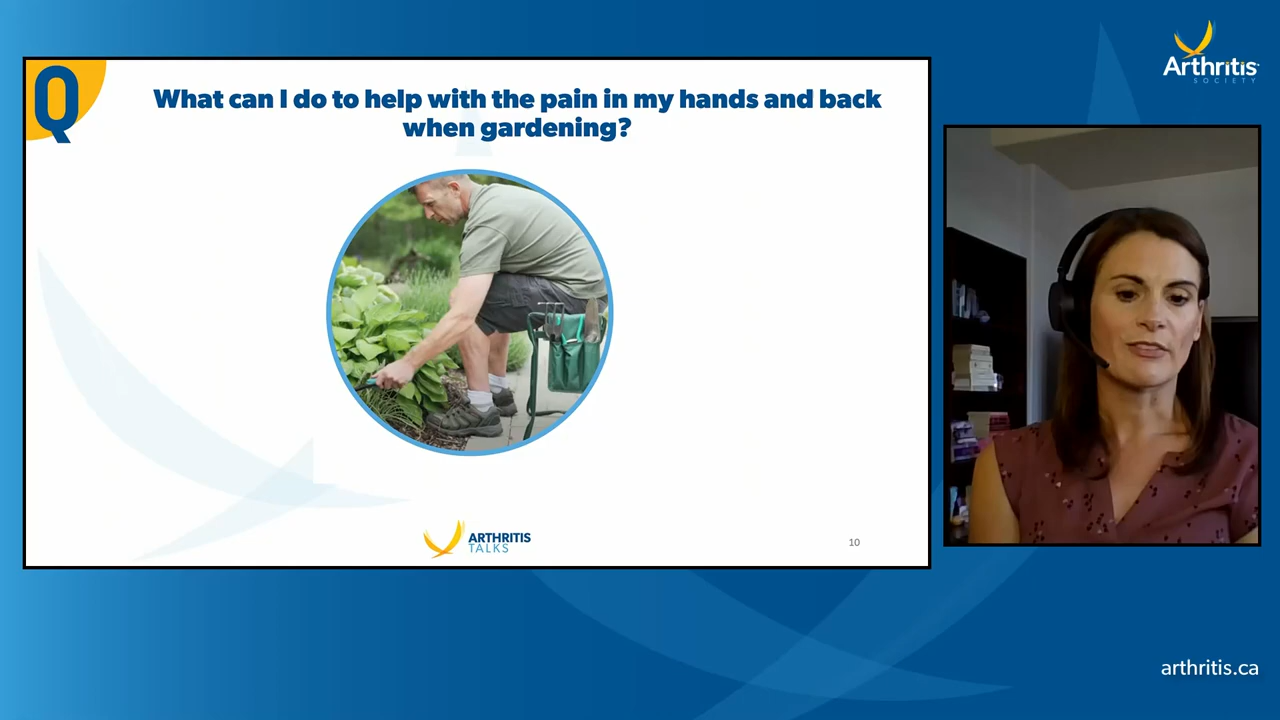 Q
What can I do to help with the pain in my hands and back
when gardening?
ARTHRITIS
TALKS
10
Arthritis
SOCIETY
arthritis.ca